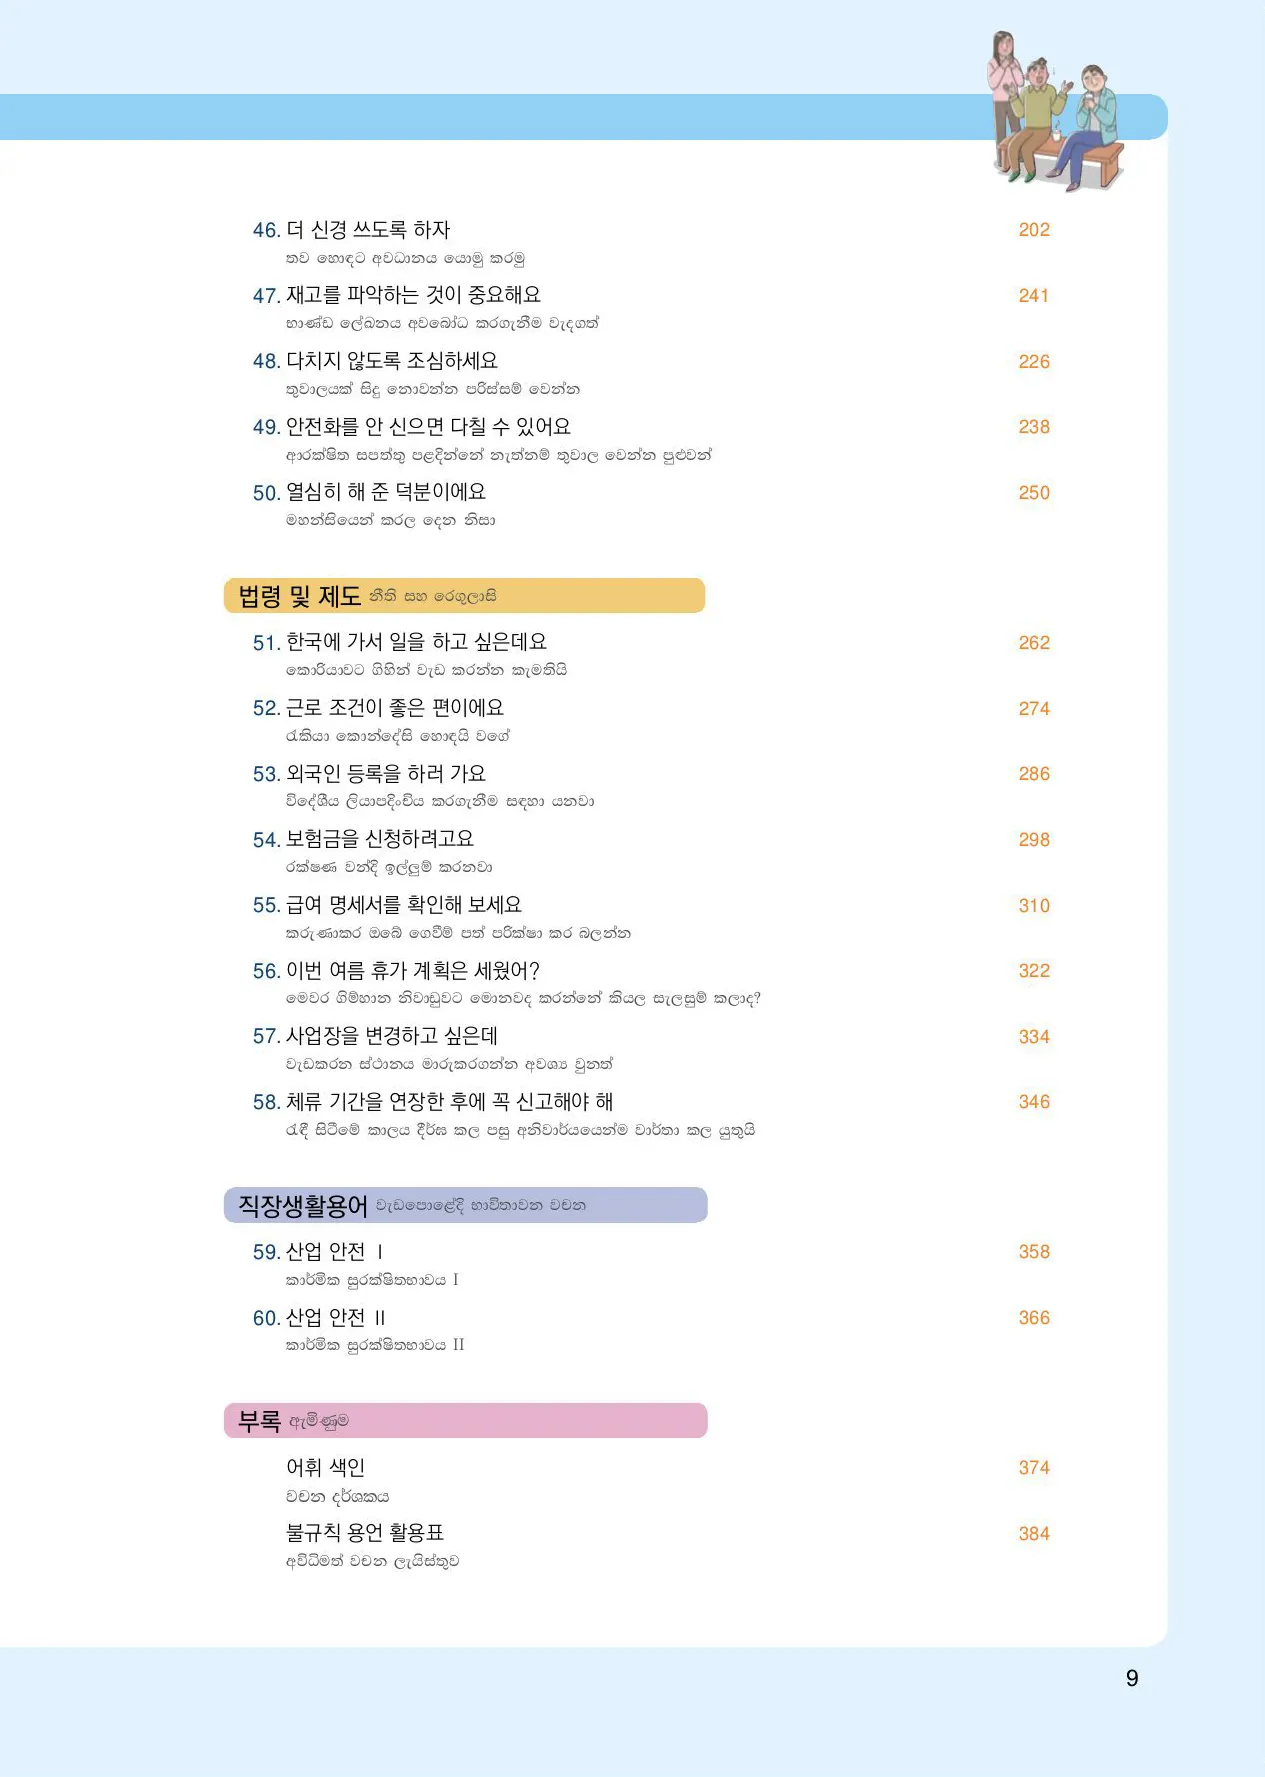 46. 더 신경 쓰도록 하자 202
තව හොඳට අවධානය යොමු කරමු
47. 재고를 파악하는 것이 중요해요 241
භාණ්ඩ ලේඛනය අවබෝධ කරගැනීම වැදගත්
48. 다치지 않도록 조심하세요 226
තුවාලයක් සිදු නොවන්න පරිස්සම් වෙන්න
49. 안전화를 안 신으면 다칠 수 있어요 238
ආරක්ෂිත සපත්තු පළදින්නේ නැත්නම් තුවාල වෙන්න පුළුවන්
50. 열심히 해 준 덕분이에요 250
මහන්සියෙන් කරල දෙන නිසා
법령 및 제도 නීති සහ රෙගුලාසි
51. 한국에 가서 일을 하고 싶은데요 262
කොරියාවට ගිහින් වැඩ කරන්න කැමතියි
52. 근로 조건이 좋은 편이에요 274
රැකියා කොන්දේසි හොඳයි වගේ
53. 외국인 등록을 하러 가요 286
විදේශීය ලියාපදිංචිය කරගැනීම සඳහා යනවා
54. 보험금을 신청하려고요 298
රක්ෂණ වන්දි ඉල්ලුම් කරනවා
55. 급여 명세서를 확인해 보세요 310
කරුණාකර ඔබේ ගෙවීම් පත් පරික්ෂා කර බලන්න
56. 이번 여름 휴가 계획은 세웠어? 322
මෙවර ගිම්හාන නිවාඩුවට මොනවද කරන්නේ කියල සැලසුම් කලාද?
57. 사업장을 변경하고 싶은데 334
වැඩකරන ස්ථානය මාරුකරගන්න අවශ්‍ය වුනත්
58. 체류 기간을 연장한 후에 꼭 신고해야 해 346
රැඳී සිටීමේ කාලය දීර්ඝ කල පසු අනිවාර්යයෙන්ම වාර්තා කල යුතුයි
직장생활용어 වැඩපොළේදි භාවිතාවන වචන
59. 산업 안전 Ⅰ 358
කාර්මික සුරක්ෂිතභාවය I
60. 산업 안전 Ⅱ 366
කාර්මික සුරක්ෂිතභාවය II
부록 ඇමිණුම
어휘 색인 374
වචන දර්ශකය
불규칙 용언 활용표 384
අවිධිමත් වචන ලැයිස්තුව
9